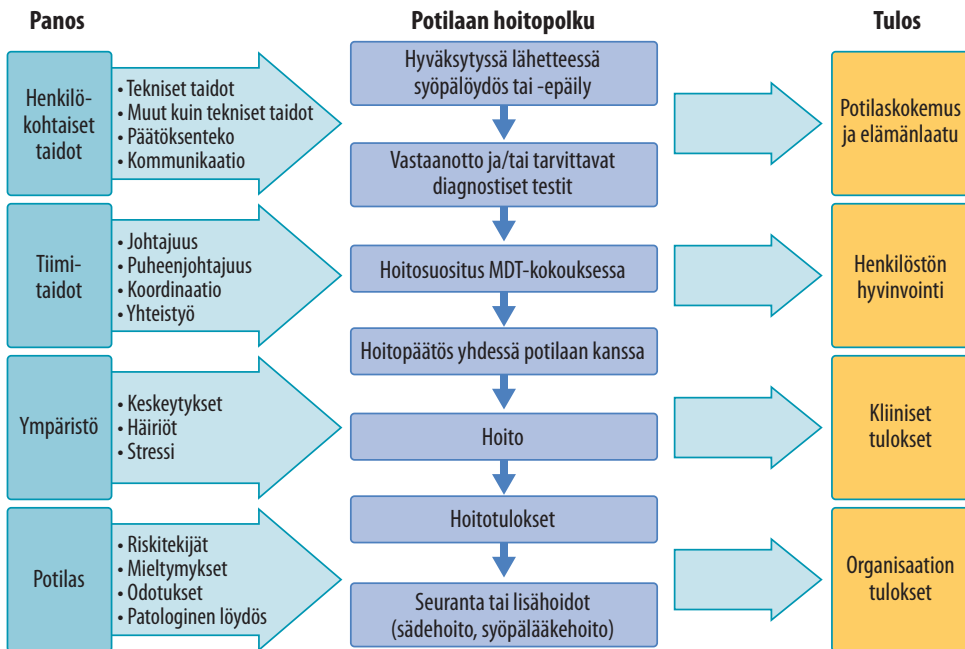 Panos
Henkilö-
kohtaiset
taidot
• Tekniset taidot
• Muut kuin tekniset taidot
• Päätöksenteko
• Kommunikaatio
Tiimi-
taidot
• Johtajuus
• Puheenjohtajuus
• Koordinaatio
• Yhteistyö
Ympäristö
• Keskeytykset
• Häiriöt
• Stressi
Potilas
• Riskitekijät
• Mieltymykset
• Odotukset
• Patologinen löydös
Potilaan hoitopolku
Hyväksytyssä lähetteessä
syöpälöydös tai -epäily
Vastaanotto ja/tai tarvittavat
diagnostiset testit
Hoitosuositus MDT-kokouksessa
Hoitopäätös yhdessä potilaan kanssa
Hoito
Hoitotulokset
Seuranta tai lisähoidot
(sädehoito, syöpälääkehoito)
Tulos
Potilaskokemus
ja elämänlaatu
Henkilöstön
hyvinvointi
Kliiniset
tulokset
Organisaation
tulokset